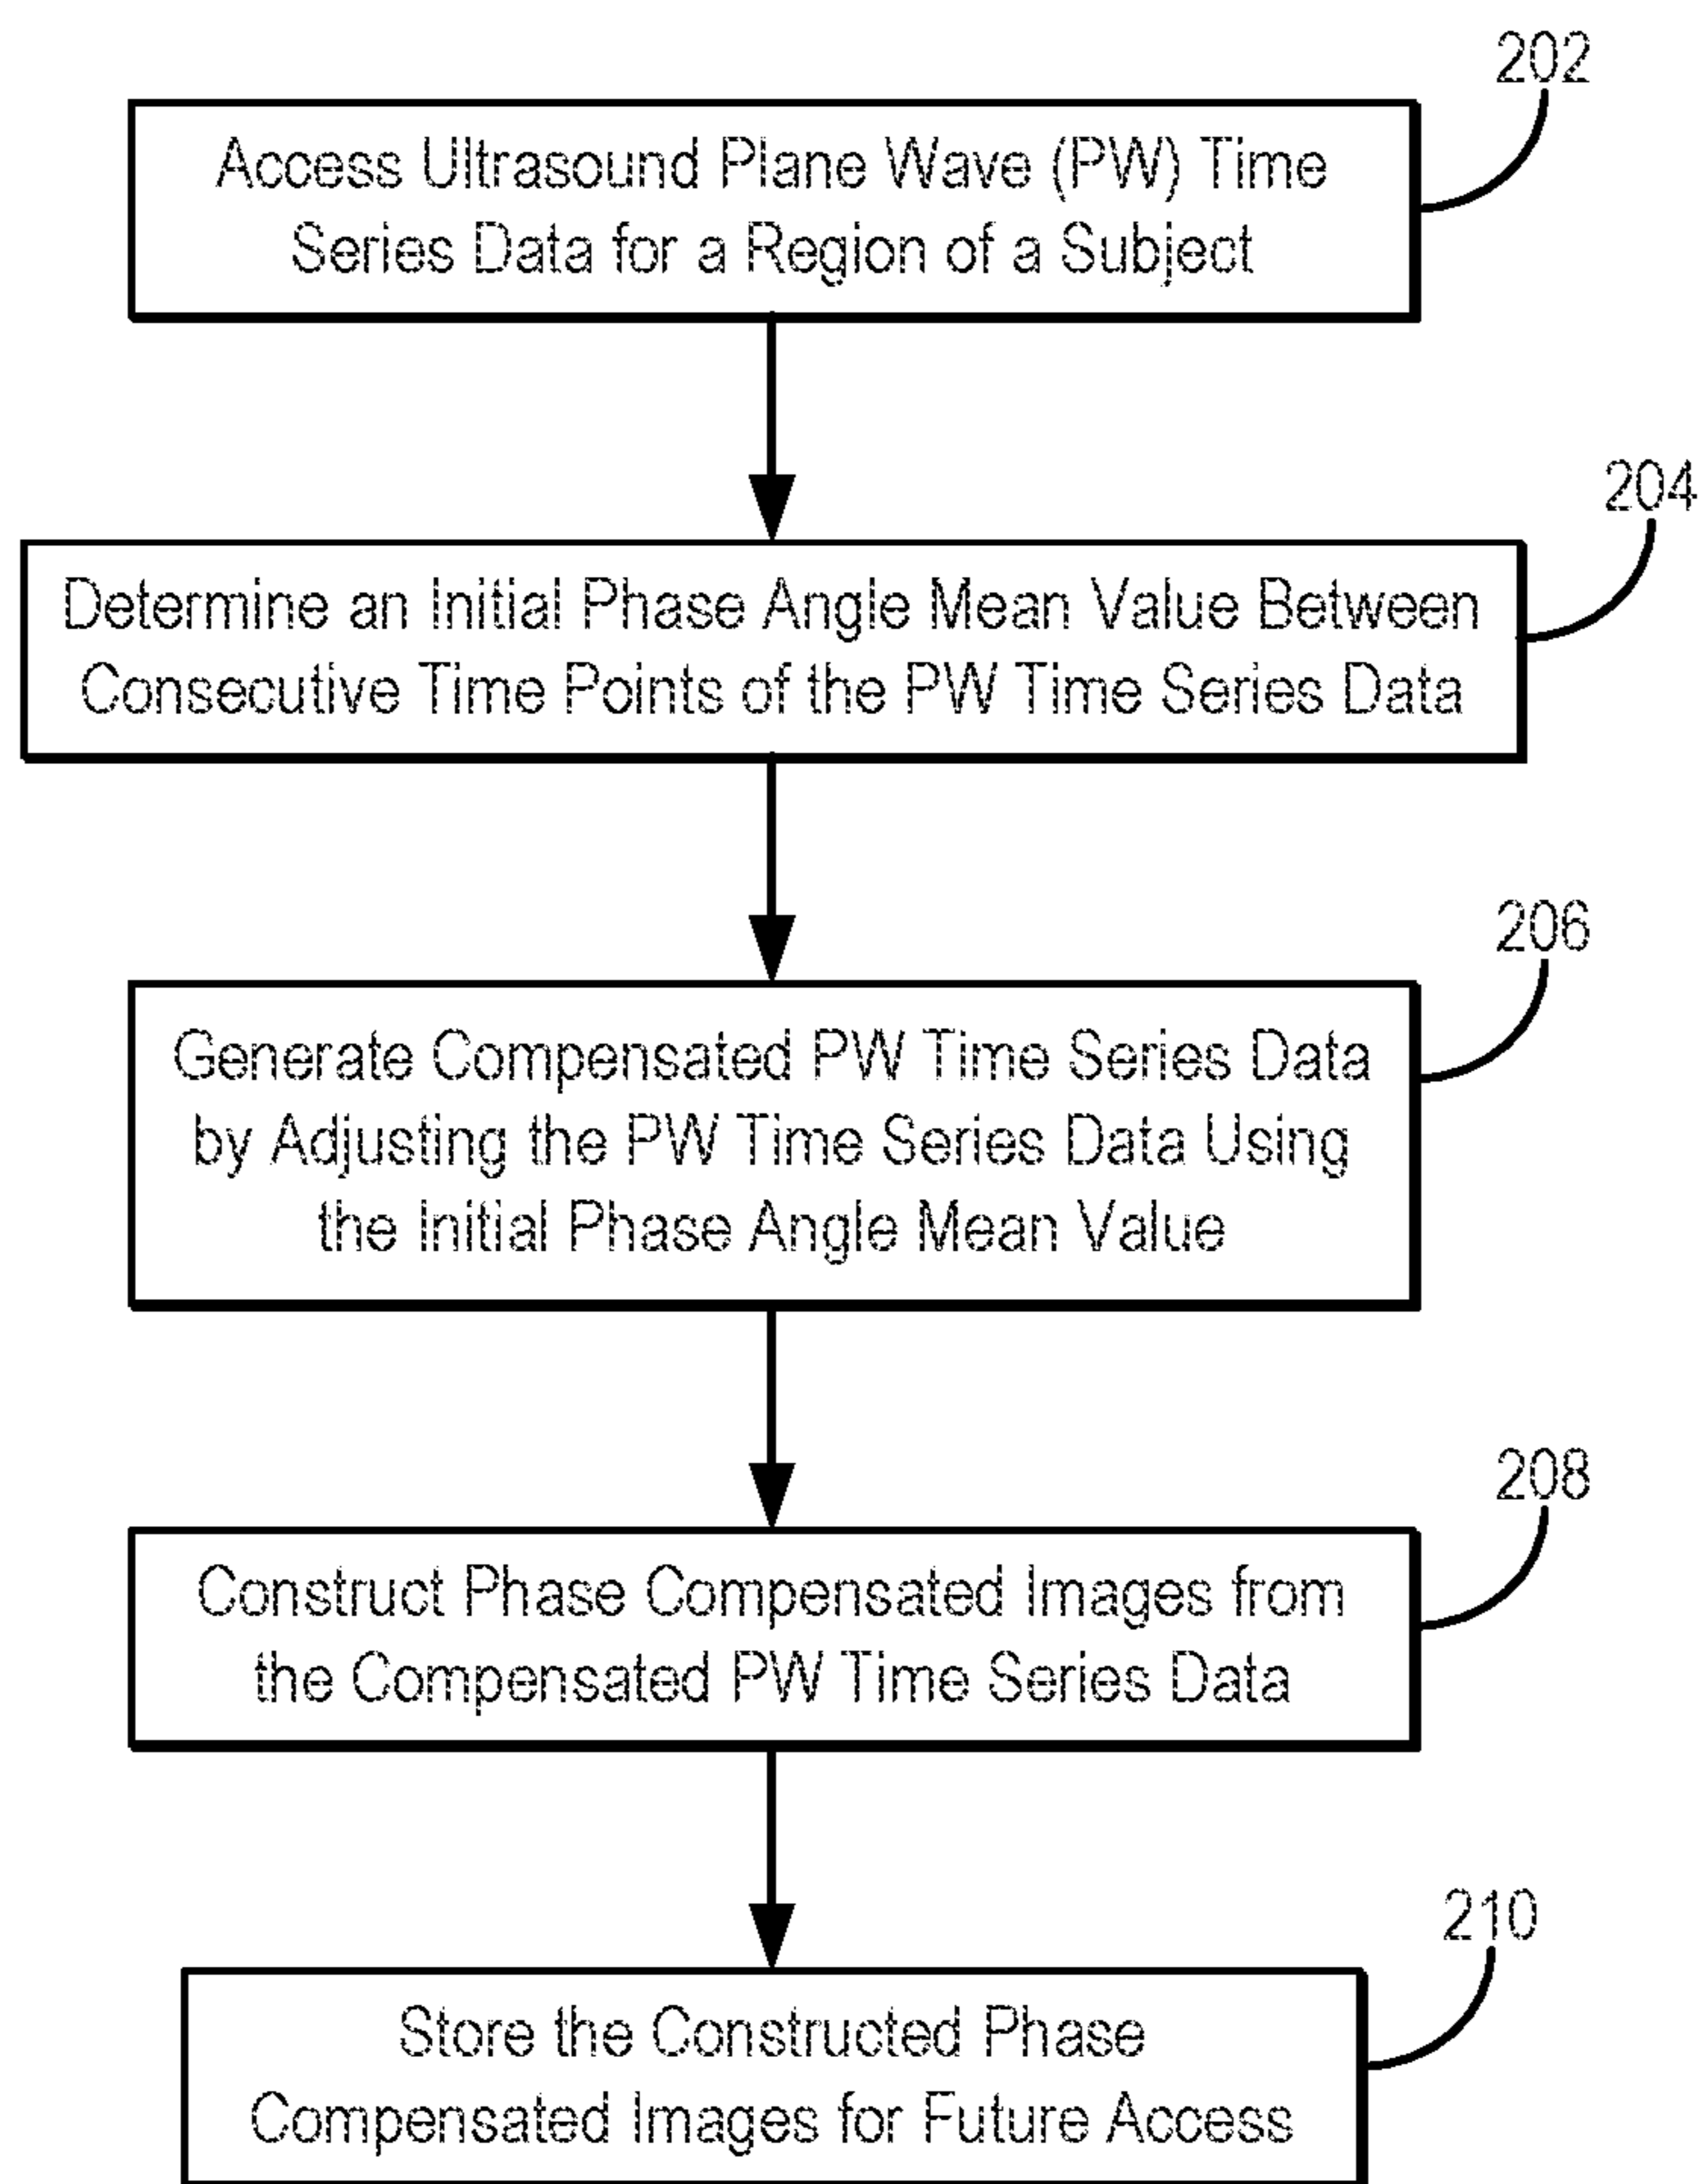 202
Access Ultrasound Plane Wave (PW) Time
Series Data for a Region of a Subject
204
Determine an Initial Phase Angle Mean Value Between
Consecutive Time Points of the PW Time Series Data
206
Generate Compensated PW Time Series Data
by Adjusting the PW Time Series Data Using
the Initial Phase Angle Mean Value
208
Construct Phase Compensated Images from
the Compensated PW Time Series Data
210
Store the Constructed Phase
Compensated Images for Future Access